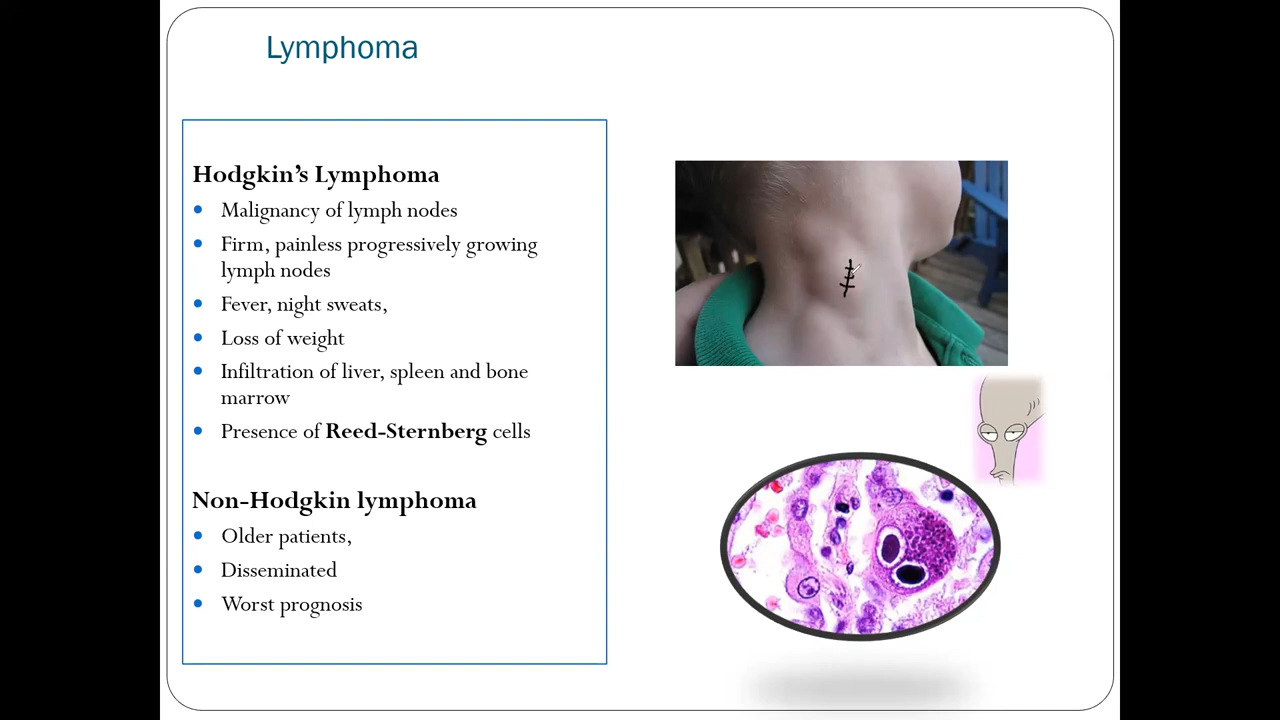 Lymphoma
Hodgkin’s Lymphoma
Malignancy of lymph nodes
Firm, painless progressively growing
lymph nodes
Fever, night sweats,
Loss of weight
Infiltration of liver, spleen and bone
marrow
Presence of Reed-Sternberg cells
Non-Hodgkin lymphoma
Older patients,
Disseminated
Worst prognosis